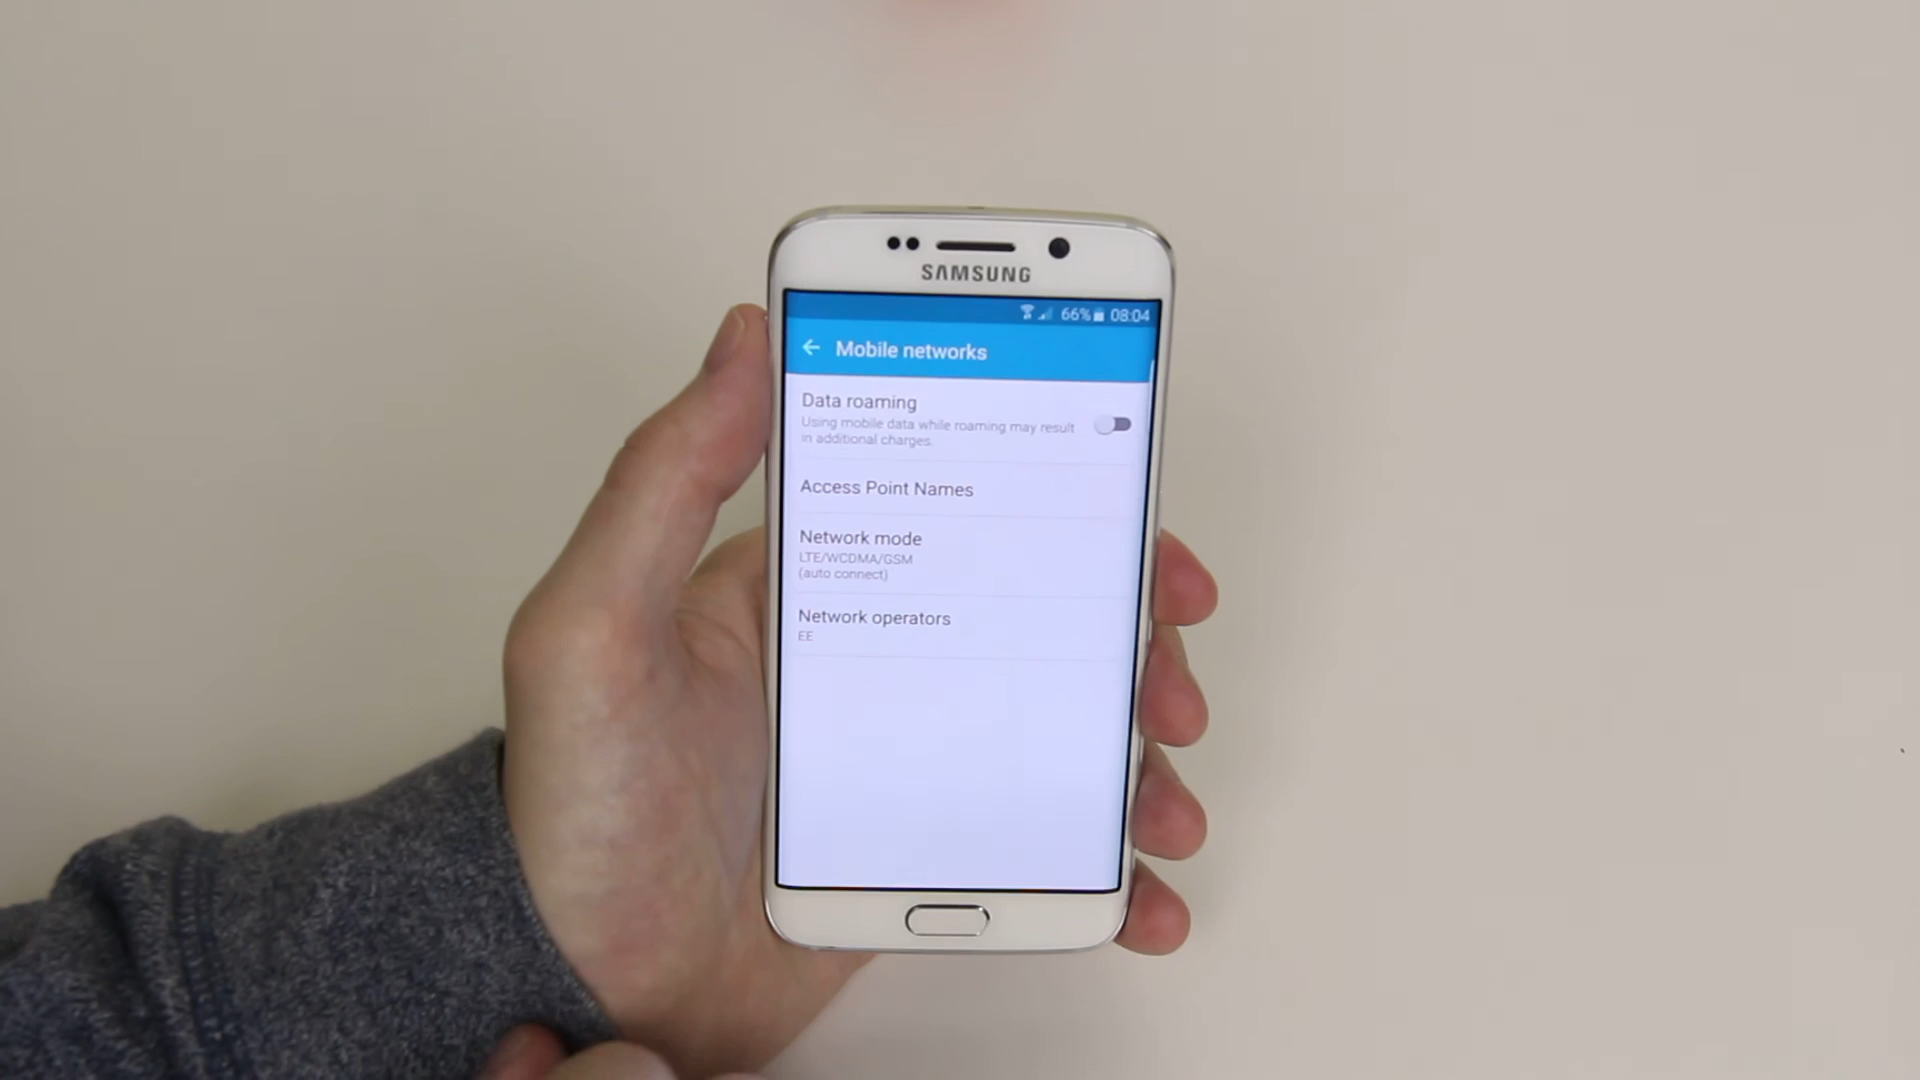 SAMSUNG
66% 08:04
Mobile networks
Data roaming
Using mobile data while roaming may result
in additional charges.
Access Point Names
Network mode
LTE/WCDMA/GSM
(auto connect)
Network operators
EE